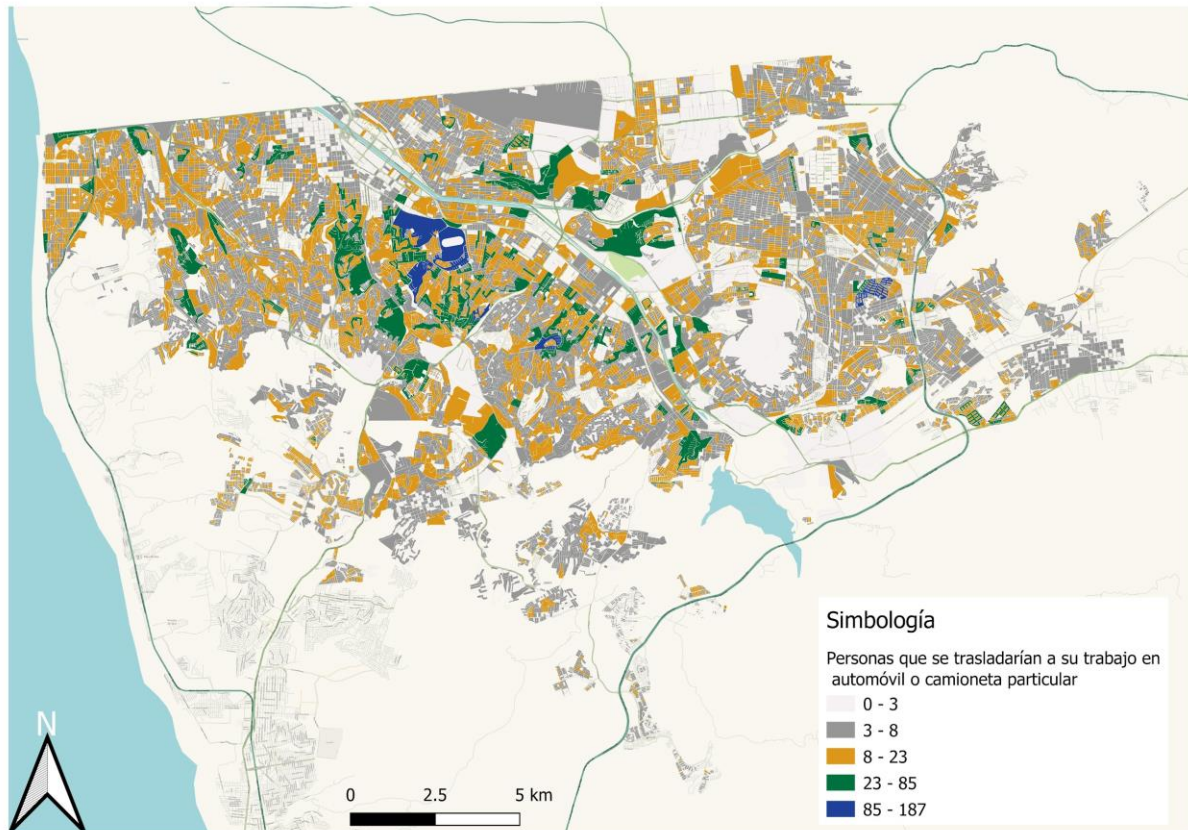 N
0 2.5 5 km
Simbología
Personas que se trasladarían a su trabajo en
automóvil o camioneta particular
0 - 3
3 - 8
8 - 23
23 - 85
85 - 187